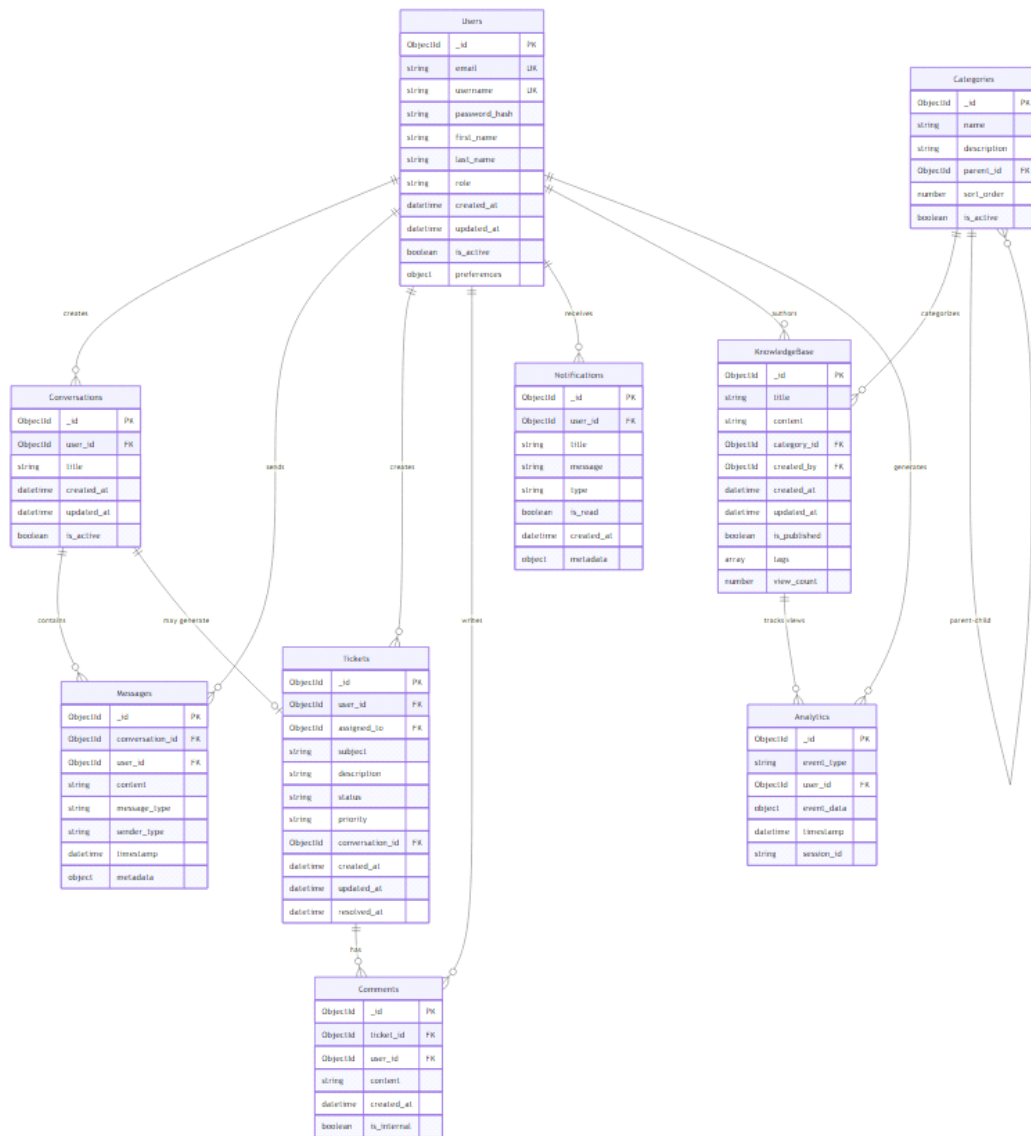 Users
ObjectId _id PK
string email UK
string username UK
string password_hash
string first_name
string last_name
string role
datetime created_at
datetime updated_at
boolean is_active
object preferences
Categories
ObjectId _id PK
string name
string description
ObjectId parent_id FK
number sort_order
boolean is_active
creates
receives
authors
categorizes
KnowledgeBase
ObjectId _id PK
string title
string content
ObjectId category_id FK
ObjectId created_by FK
datetime created_at
datetime updated_at
boolean is_published
array tags
number view_count
Notifications
ObjectId _id PK
ObjectId user_id FK
string title
string message
string type
boolean is_read
datetime created_at
object metadata
Conversations
ObjectId _id PK
ObjectId user_id FK
string title
datetime created_at
datetime updated_at
boolean is_active
sends
creates
generates
contains
may generate
writes
tracks views
parent-child
Tickets
ObjectId _id PK
ObjectId user_id FK
ObjectId assigned_to FK
string subject
string description
string status
string priority
ObjectId conversation_id FK
datetime created_at
datetime updated_at
datetime resolved_at
Messages
ObjectId _id PK
ObjectId conversation_id FK
ObjectId user_id FK
string content
string message_type
string sender_type
datetime timestamp
object metadata
Analytics
ObjectId _id PK
string event_type
ObjectId user_id FK
object event_data
datetime timestamp
string session_id
has
Comments
ObjectId _id PK
ObjectId ticket_id FK
ObjectId user_id FK
string content
datetime created_at
boolean is_internal